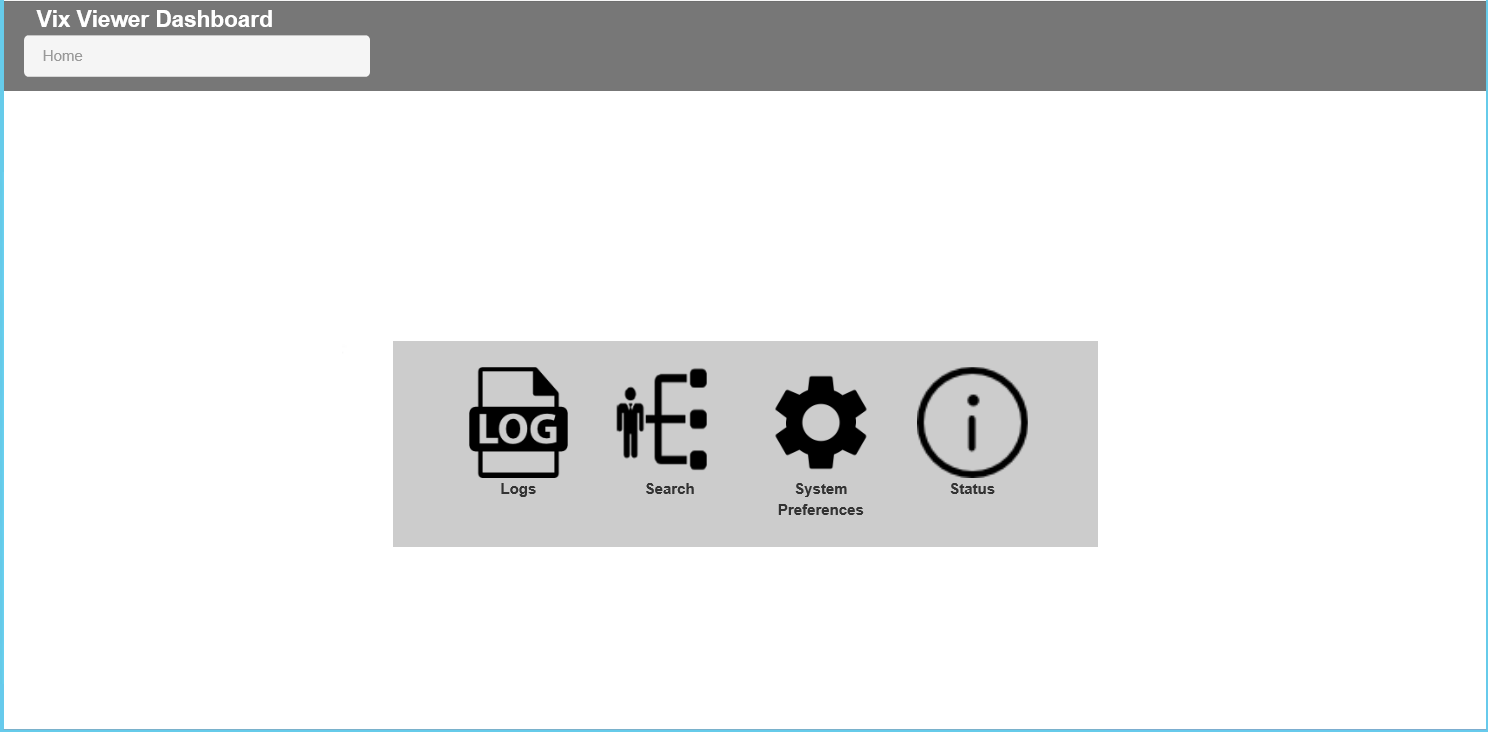 Vix Viewer Dashboard
Home
LOG
Logs
Search
System
Preferences
Status